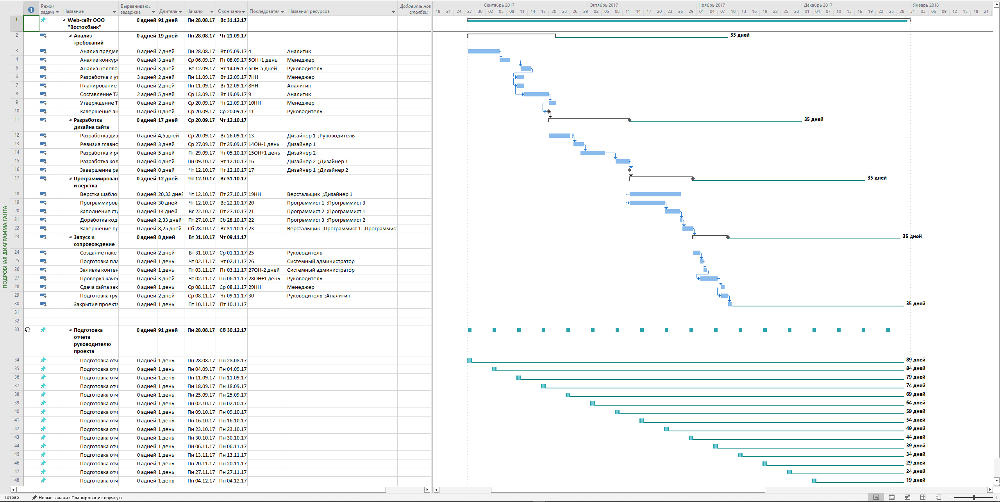 Режим задачи
Название
Выравнивающ задержка
Длитель
Начало
Окончани
Последовател
Названия ресурсов
Добавить нов столбец
Сентябрь 2017 Октябрь 2017 Ноябрь 2017 Декабрь 2017 Январь 2018
18 21 24 27 30 02 05 08 11 14 17 20 23 26 29 02 05 08 11 14 17 20 23 26 29 01 04 07 10 13 16 19 22 25 28 01 04 07 10 13 16 19 22 25 28 31 03 06 09 12 15 18 21
1 Web-сайт ООО "Востокбанк" 0 адней 91 дней Пн 28.08.17 Вс 31.12.17
2 Анализ требований 0 адней 19 дней Пн 28.08.17 Чт 21.09.17 35 дней
3 Анализ предме 0 адней 7 дней Пн 28.08.17 Вт 05.09.17 4 Аналитик
4 Анализ конкур 0 адней 3 дней Ср 06.09.17 Пт 08.09.17 5ОН+1 день Менеджер
5 Анализ целево 0 адней 3 дней Вт 12.09.17 Чт 14.09.17 6ОН-5 дней Руководитель
6 Разработка и ут 3 адней 2 дней Пн 11.09.17 Вт 12.09.17 7НН Менеджер
7 Планирование 0 адней 2 дней Пн 11.09.17 Вт 12.09.17 8НН Аналитик
8 Составление ТЗ 2 адней 5 дней Ср 13.09.17 Вт 19.09.17 9 Аналитик
9 Утверждение Т 0 адней 2 дней Ср 20.09.17 Чт 21.09.17 10НН Менеджер
10 Завершение ан 0 адней 0 дней Ср 20.09.17 Ср 20.09.17 11 Руководитель
11 Разработка дизайна сайта 0 адней 17 дней Ср 20.09.17 Чт 12.10.17 35 дней
12 Разработка диз 0 адней 4,5 дней Ср 20.09.17 Вт 26.09.17 13 Дизайнер 1 ;Руководитель
13 Ревизия главно 0 адней 3 дней Ср 27.09.17 Пт 29.09.17 14ОН-1 день Дизайнер 1
14 Разработка и ре 0 адней 5 дней Пт 29.09.17 Чт 05.10.17 15ОН+1 день Дизайнер 2
15 Разработка кол 0 адней 4 дней Пн 09.10.17 Чт 12.10.17 16 Дизайнер 2 ;Дизайнер 1
16 Завершение ра 0 адней 0 дней Чт 12.10.17 Чт 12.10.17 17 Дизайнер 1 ;Дизайнер 2
17 Программирован и верстка 0 адней 12 дней Чт 12.10.17 Вт 31.10.17 35 дней
18 Верстка шабло 0 адней 20,33 дней Чт 12.10.17 Пт 27.10.17 19НН Верстальщик ;Дизайнер 1
19 Программиров 0 адней 30 дней Чт 12.10.17 Вс 22.10.17 20 Программист 1 ;Программист 3
20 Заполнение стр 0 адней 14 дней Вс 22.10.17 Пт 27.10.17 21 Программист 2 ;Программист 1
21 Доработка код 0 адней 2,33 дней Пт 27.10.17 Сб 28.10.17 22 Программист 3 ;Программист 2
22 Завершение пр 0 адней 8,25 дней Сб 28.10.17 Вт 31.10.17 23 Верстальщик ;Программист 1 ;Программист
23 Запуск и сопровождение 0 адней 8 дней Вт 31.10.17 Чт 09.11.17 35 дней
24 Создание пакет 0 адней 2 дней Вт 31.10.17 Ср 01.11.17 25 Руководитель
25 Подготовка пла 0 адней 1 день Чт 02.11.17 Чт 02.11.17 26 Системный администратор
26 Заливка контен 0 адней 1 день Пт 03.11.17 Пт 03.11.17 27ОН-2 дней Системный администратор
27 Проверка каче 0 адней 3 дней Чт 02.11.17 Пн 06.11.17 28ОН+1 день Руководитель
28 Сдача сайта зак 0 адней 1 день Ср 08.11.17 Ср 08.11.17 29НН Менеджер
29 Подготовка гру 0 адней 2 дней Ср 08.11.17 Чт 09.11.17 30 Руководитель ;Аналитик
30 Закрытие проекта 0 адней 1 день Пт 10.11.17 Пт 10.11.17 35 дней
31
32
33 Подготовка отчета руководителю проекта 0 адней 91 дней Пн 28.08.17 Сб 30.12.17
34 Подготовка отч 0 адней 1 день Пн 28.08.17 Пн 28.08.17 89 дней
35 Подготовка отч 0 адней 1 день Пн 04.09.17 Пн 04.09.17 84 дней
36 Подготовка отч 0 адней 1 день Пн 11.09.17 Пн 11.09.17 79 дней
37 Подготовка отч 0 адней 1 день Пн 18.09.17 Пн 18.09.17 74 дней
38 Подготовка отч 0 адней 1 день Пн 25.09.17 Пн 25.09.17 69 дней
39 Подготовка отч 0 адней 1 день Пн 02.10.17 Пн 02.10.17 64 дней
40 Подготовка отч 0 адней 1 день Пн 09.10.17 Пн 09.10.17 59 дней
41 Подготовка отч 0 адней 1 день Пн 16.10.17 Пн 16.10.17 54 дней
42 Подготовка отч 0 адней 1 день Пн 23.10.17 Пн 23.10.17 49 дней
43 Подготовка отч 0 адней 1 день Пн 30.10.17 Пн 30.10.17 44 дней
44 Подготовка отч 0 адней 1 день Пн 06.11.17 Пн 06.11.17 39 дней
45 Подготовка отч 0 адней 1 день Пн 13.11.17 Пн 13.11.17 34 дней
46 Подготовка отч 0 адней 1 день Пн 20.11.17 Пн 20.11.17 29 дней
47 Подготовка отч 0 адней 1 день Пн 27.11.17 Пн 27.11.17 24 дней
48 Подготовка отч 0 адней 1 день Пн 04.12.17 Пн 04.12.17 19 дней
ПОДРОБНАЯ ДИАГРАММА ГАНТА
Готово Новые задачи : Планирование вручную